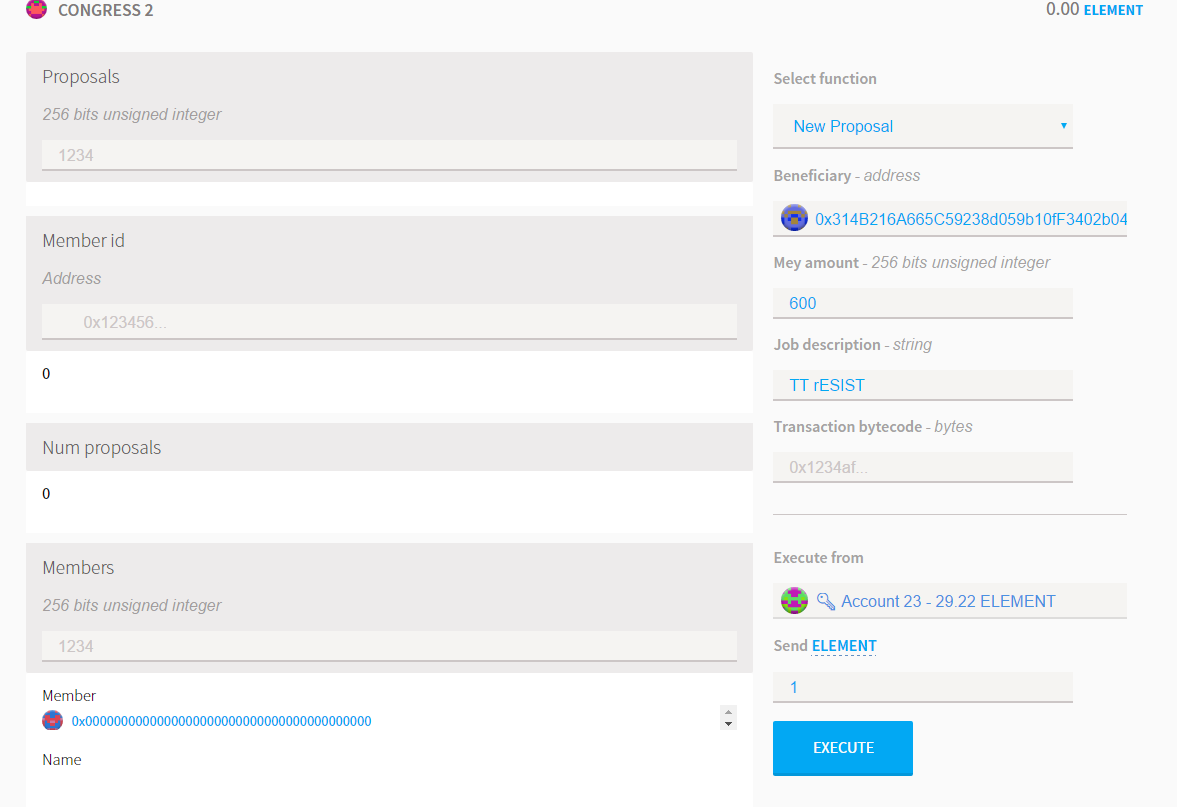 CONGRESS 2
0.00 ELEMENT
Proposals
256 bits unsigned integer
1234
Member id
Address
0x123456...
0
Num proposals
0
Members
256 bits unsigned integer
1234
Member
0x0000000000000000000000000000000000000000
Name
Select function
New Proposal
Beneficiary - address
0x314B216A665C59238d059b10fF3402b04
Mey amount - 256 bits unsigned integer
600
Job description - string
TT rESIST
Transaction bytecode - bytes
0x1234af...
Execute from
Account 23 - 29.22 ELEMENT
Send ELEMENT
1
EXECUTE